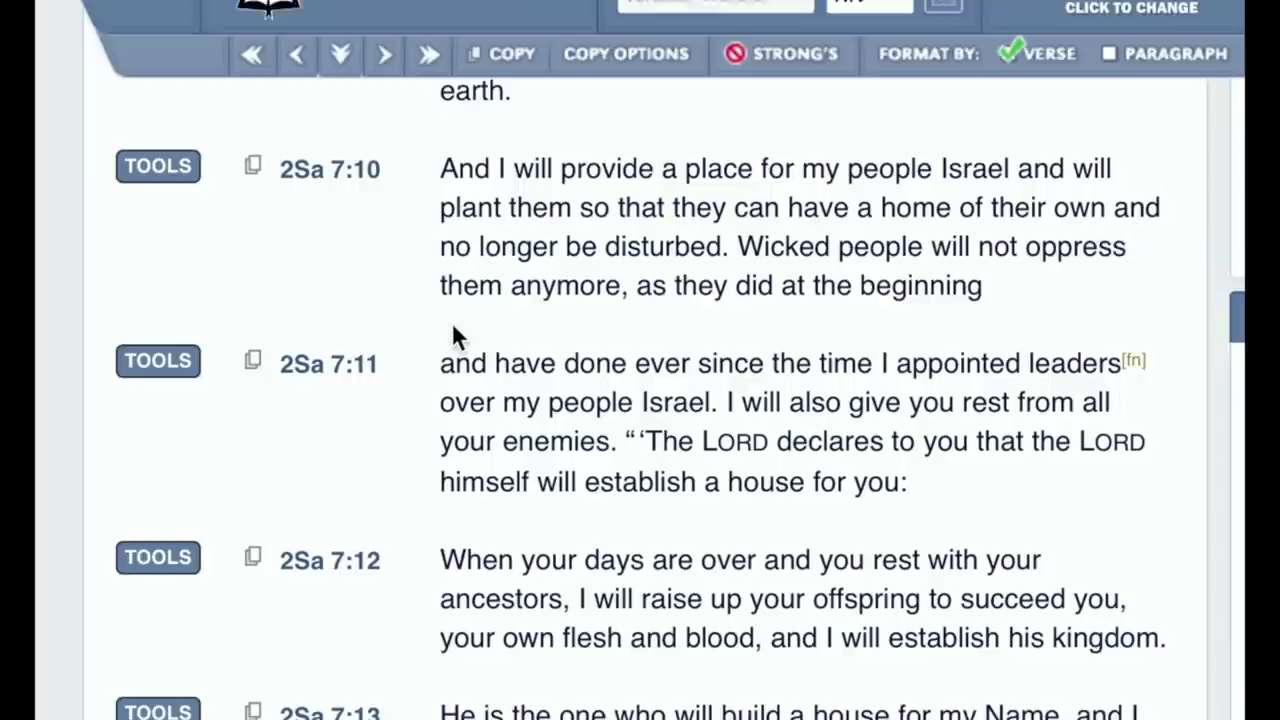 CLICK TO CHANGE
COPY COPY OPTIONS STRONG'S FORMAT BY: VERSE PARAGRAPH
earth.
TOOLS 2Sa 7:10 And I will provide a place for my people Israel and will
plant them so that they can have a home of their own and
no longer be disturbed. Wicked people will not oppress
them anymore, as they did at the beginning
TOOLS 2Sa 7:11 and have done ever since the time I appointed leaders[fn]
over my people Israel. I will also give you rest from all
your enemies. “ ‘The LORD declares to you that the LORD
himself will establish a house for you:
TOOLS 2Sa 7:12 When your days are over and you rest with your
ancestors, I will raise up your offspring to succeed you,
your own flesh and blood, and I will establish his kingdom.
TOOLS 2Sa 7:13 He is the one who will build a house for my Name, and I